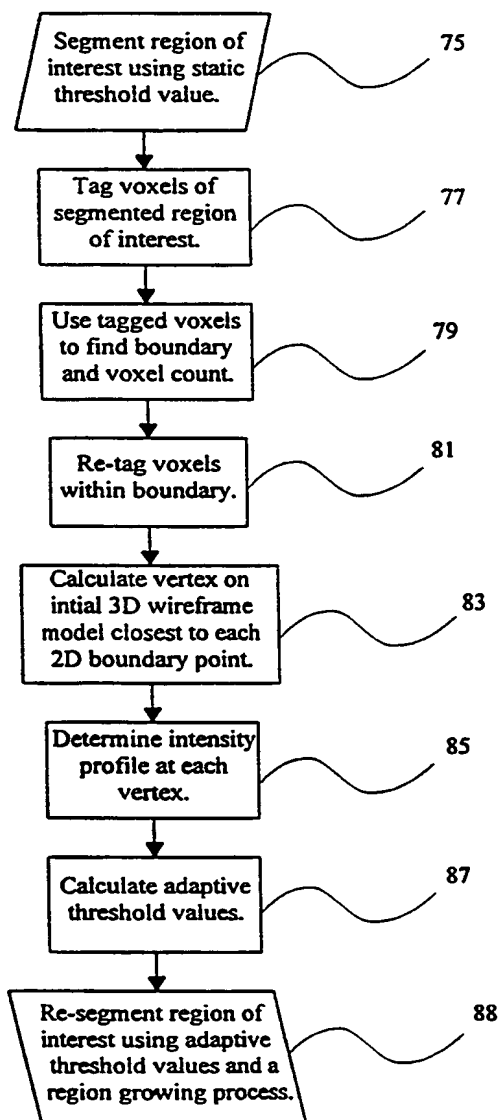 Segment region of
interest using static
threshold value.
75
Tag voxels of
segmented region
of interest.
77
Use tagged voxels
to find boundary
and voxel count.
79
Re-tag voxels
within boundary.
81
Calculate vertex on
intial 3D wireframe
model closest to each
2D boundary point.
83
Determine intensity
profile at each
vertex.
85
Calculate adaptive
threshold values.
87
Re-segment region of
interest using adaptive
threshold values and a
region growing process.
88